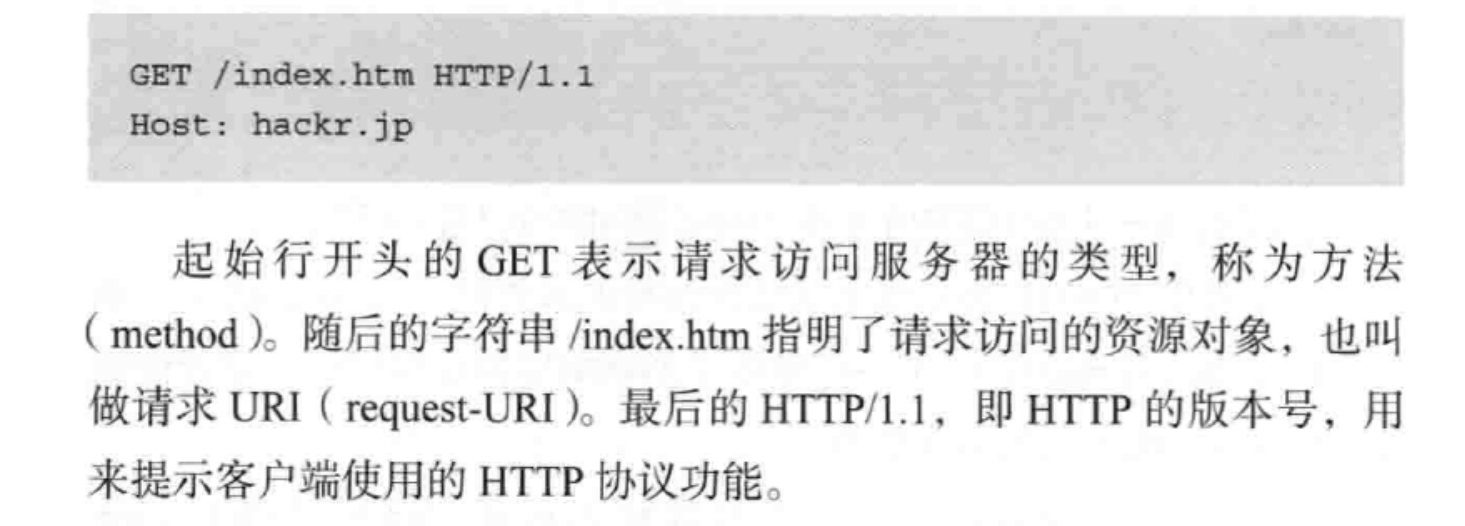 GET /index.htm HTTP/1.1
Host: hackr.jp
起始行开头的 GET 表示请求访问服务器的类型，称为方法
（method）。随后的字符串 /index.htm 指明了请求访问的资源对象，也叫
做请求 URI（request-URI）。最后的 HTTP/1.1，即 HTTP 的版本号，用
来提示客户端使用的 HTTP 协议功能。